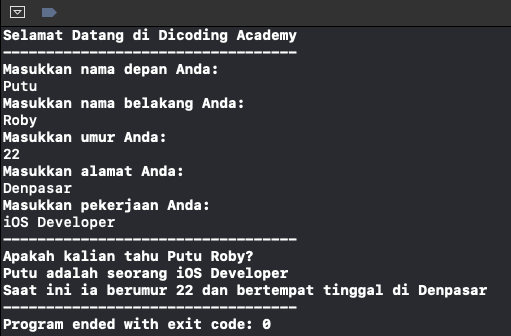 Selamat Datang di Dicoding Academy
----------------------------------
Masukkan nama depan Anda:
Putu
Masukkan nama belakang Anda:
Roby
Masukkan umur Anda:
22
Masukkan alamat Anda:
Denpasar
Masukkan pekerjaan Anda:
iOS Developer
----------------------------------
Apakah kalian tahu Putu Roby?
Putu adalah seorang iOS Developer
Saat ini ia berumur 22 dan bertempat tinggal di Denpasar
----------------------------------
Program ended with exit code: 0